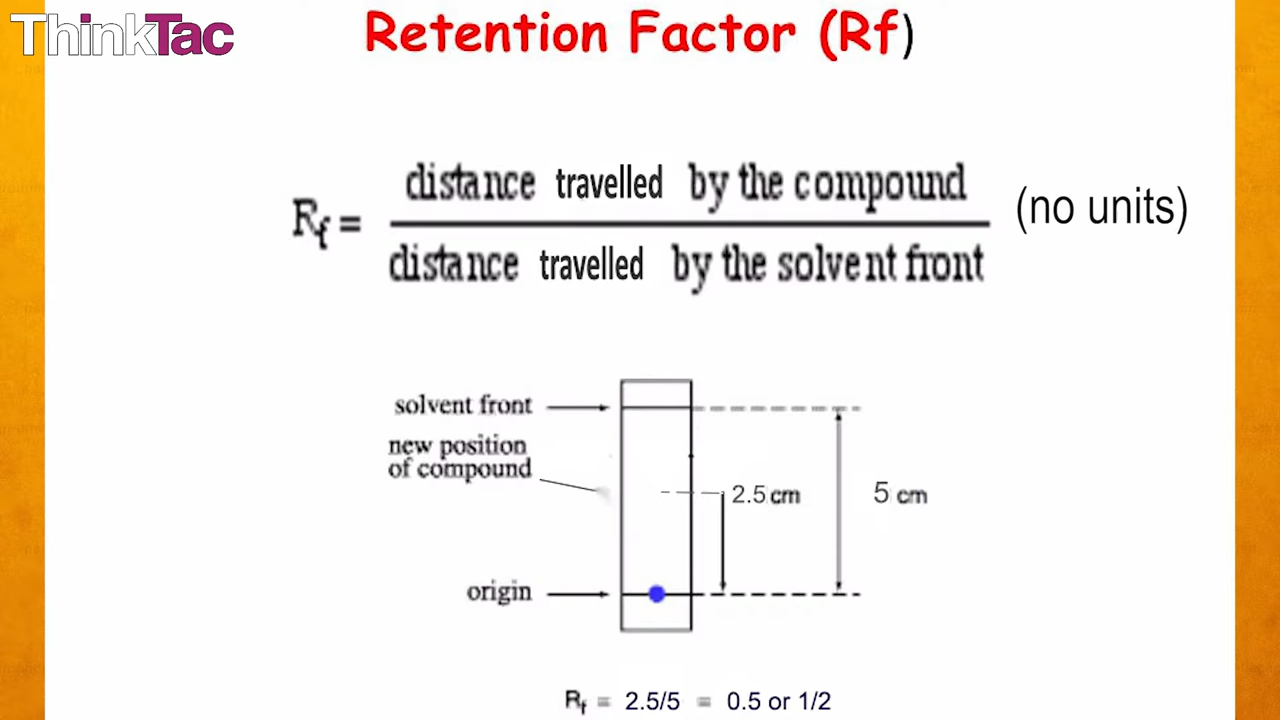 ThinkTac
Retention Factor (Rf)
distance travelled by the compound
Rf = (no units)
distance travelled by the solvent front
solvent front
new position
of compound
2.5 cm
5 cm
origin
Rf = 2.5/5 = 0.5 or 1/2